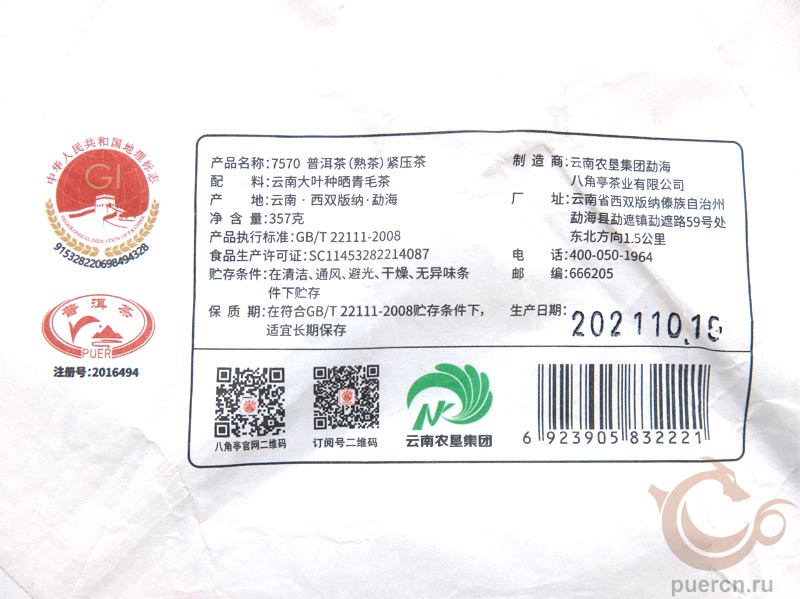 中华人民共和国地理标志
GI
GEOGRAPHICAL INDICATION OF P.R.CHINA
915328220698494328
普洱茶
PUER
注册号:2016494
产品名称:7570 普洱茶(熟茶)紧压茶
配 料:云南大叶种晒青毛茶
产 地:云南·西双版纳·勐海
净 含 量:357克
产品执行标准:GB/T 22111-2008
食品生产许可证:SC11453282214087
贮存条件:在清洁、通风、避光、干燥、无异味条
件下贮存
保 质 期:在符合GB/T 22111-2008贮存条件下,
适宜长期保存
制 造 商:云南农垦集团勐海
八角亭茶业有限公司
厂 址:云南省西双版纳傣族自治州
勐海县勐遮镇勐遮路59号处
东北方向1.5公里
电 话:400-050-1964
邮 编:666205
生产日期:
20211019
八角亭官网二维码
订阅号二维码
云南农垦集团
6 923905 832221
puercn.ru